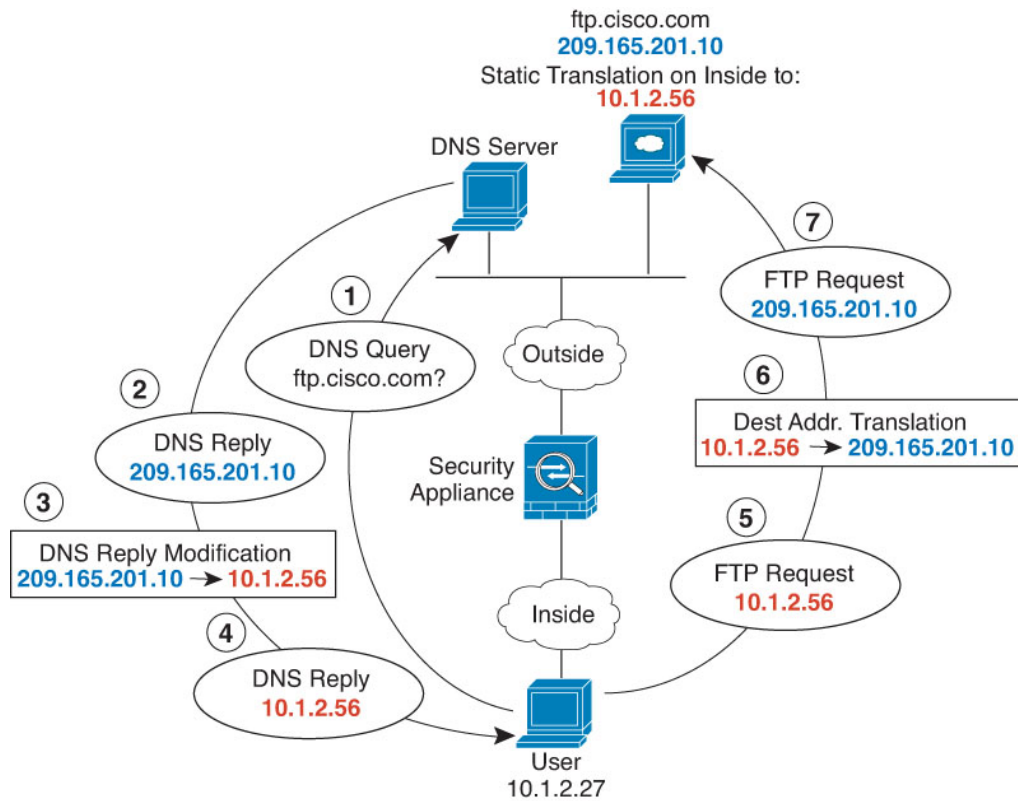 ftp.cisco.com
209.165.201.10
Static Translation on Inside to:
10.1.2.56
DNS Server
7
FTP Request
209.165.201.10
1
DNS Query
ftp.cisco.com?
Outside
2
DNS Reply
209.165.201.10
6
Dest Addr. Translation
10.1.2.56 → 209.165.201.10
Security
Appliance
3
DNS Reply Modification
209.165.201.10 → 10.1.2.56
5
FTP Request
10.1.2.56
Inside
4
DNS Reply
10.1.2.56
User
10.1.2.27